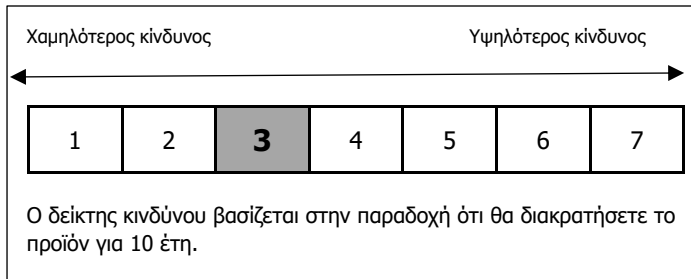 Χαμηλότερος κίνδυνος Υψηλότερος κίνδυνος
1 2 3 4 5 6 7
Ο δείκτης κινδύνου βασίζεται στην παραδοχή ότι θα διακρατήσετε το
προϊόν για 10 έτη.